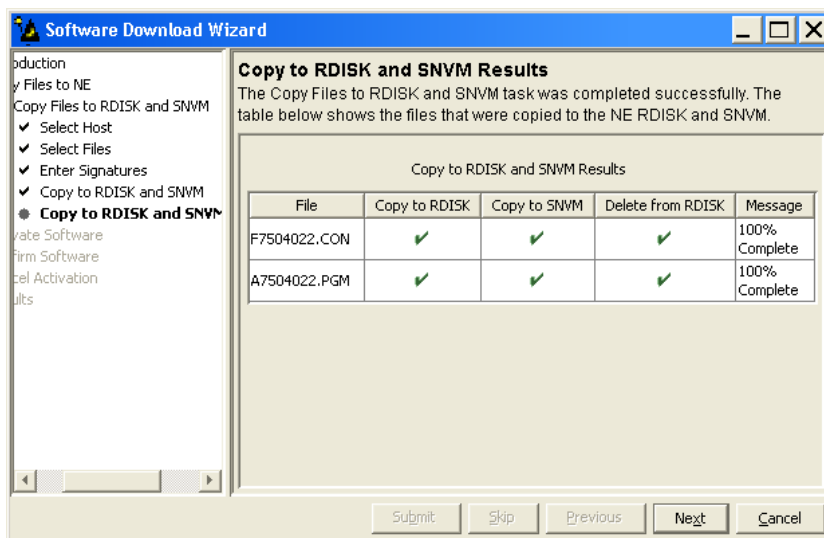 Software Download Wizard
oduction
y Files to NE
Copy Files to RDISK and SNVM
Select Host
Select Files
Enter Signatures
Copy to RDISK and SNVM
Copy to RDISK and SNVM
vate Software
firm Software
cel Activation
ults
Copy to RDISK and SNVM Results
The Copy Files to RDISK and SNVM task was completed successfully. The
table below shows the files that were copied to the NE RDISK and SNVM.
Copy to RDISK and SNVM Results
File Copy to RDISK Copy to SNVM Delete from RDISK Message
F7504022.CON 100% Complete
A7504022.PGM 100% Complete
Submit Skip Previous Next Cancel